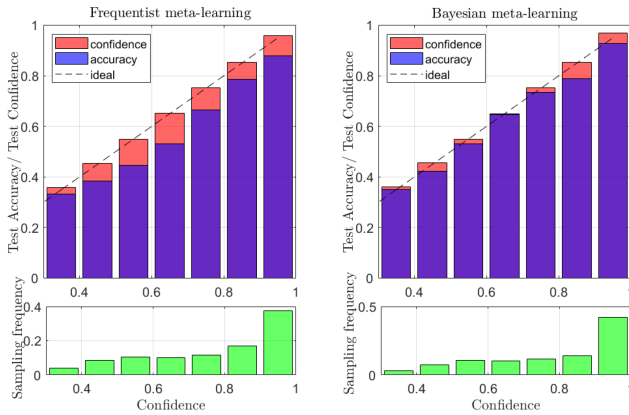 Frequentist meta-learning
Test Accuracy/ Test Confidence
1
0.8
0.6
0.4
0.2
0
confidence
accuracy
ideal
0.4 0.6 0.8 1
Sampling frequency
0.4
0.2
0
0.4 0.6 0.8 1
Confidence
Bayesian meta-learning
Test Accuracy/ Test Confidence
1
0.8
0.6
0.4
0.2
0
confidence
accuracy
ideal
0.4 0.6 0.8 1
Sampling frequency
0.5
0
0.4 0.6 0.8 1
Confidence